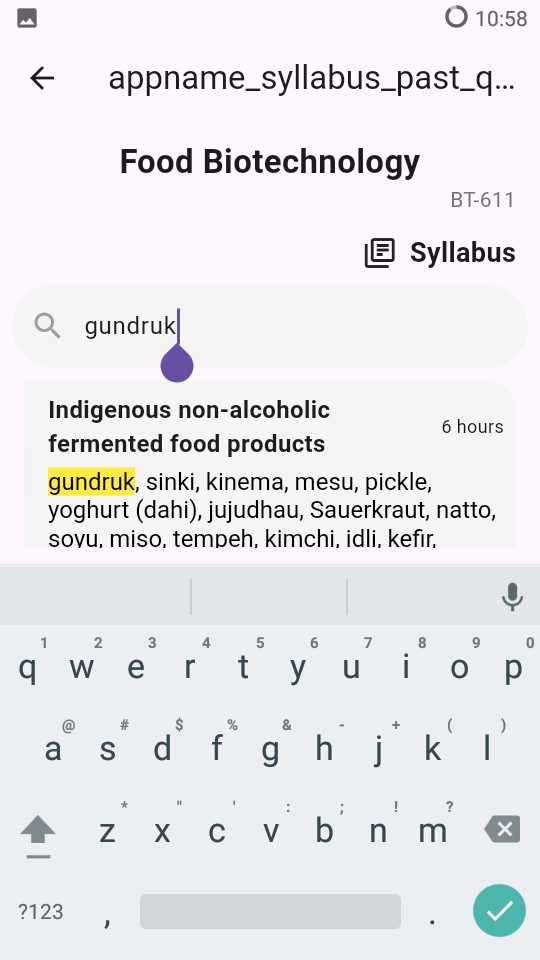 10:58
appname_syllabus_past_q...
Food Biotechnology
BT-611
Syllabus
gundruk
Indigenous non-alcoholic
fermented food products
6 hours
gundruk, sinki, kinema, mesu, pickle,
yoghurt (dahi), jujudhau, Sauerkraut, natto,
soyu, miso, tempeh, kimchi, idli, kefir,
1 2 3 4 5 6 7 8 9 0
q w e r t y u i o p
@ # $ % & - + ( )
a s d f g h j k l
* " ' : ; ! ?
z x c v b n m
?123 , .